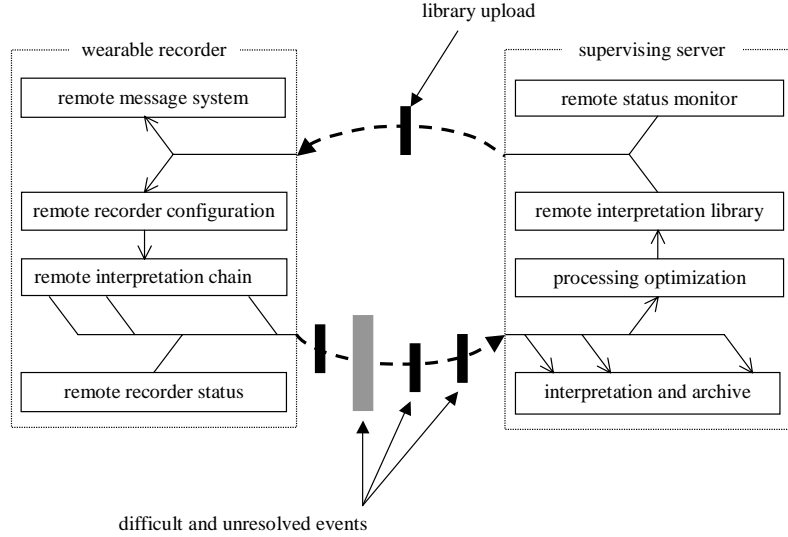 library upload
wearable recorder
supervising server
remote message system
remote status monitor
remote recorder configuration
remote interpretation library
remote interpretation chain
processing optimization
remote recorder status
interpretation and archive
difficult and unresolved events